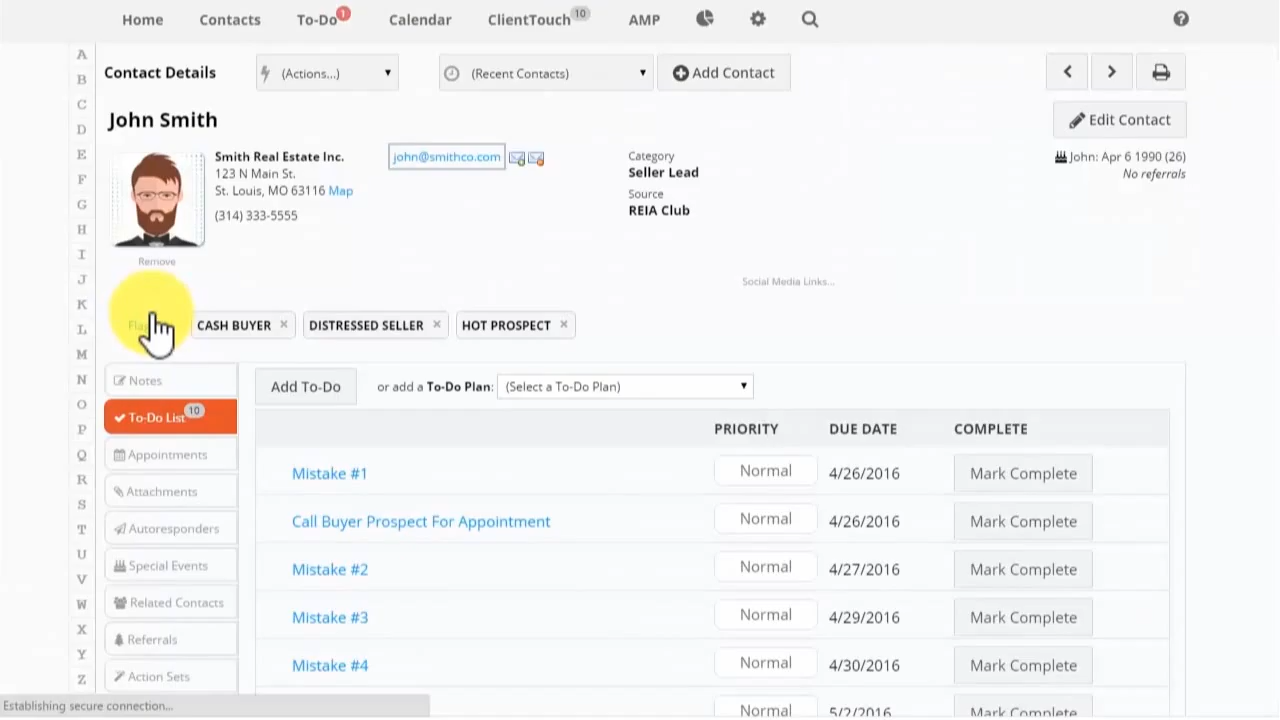 Home Contacts To-Do 1 Calendar ClientTouch 10 AMP
Contact Details (Actions...) (Recent Contacts) Add Contact
John Smith Edit Contact
Smith Real Estate Inc. john@smithco.com Category John: Apr 6 1990 (26)
123 N Main St. Seller Lead No referrals
St. Louis, MO 63116 Map Source
(314) 333-5555 REIA Club
Remove
Social Media Links...
CASH BUYER × DISTRESSED SELLER × HOT PROSPECT ×
A
B
C
D
E
F
G
H
I
J
K
L
M
N
O
P
Q
R
S
T
U
V
W
X
Y
Z
Notes
To-Do List 10
Appointments
Attachments
Autoresponders
Special Events
Related Contacts
Referrals
Action Sets
Add To-Do or add a To-Do Plan: (Select a To-Do Plan)
PRIORITY DUE DATE COMPLETE
Mistake #1 Normal 4/26/2016 Mark Complete
Call Buyer Prospect For Appointment Normal 4/26/2016 Mark Complete
Mistake #2 Normal 4/27/2016 Mark Complete
Mistake #3 Normal 4/29/2016 Mark Complete
Mistake #4 Normal 4/30/2016 Mark Complete
Normal 5/2/2016 Mark Complete
Establishing secure connection...